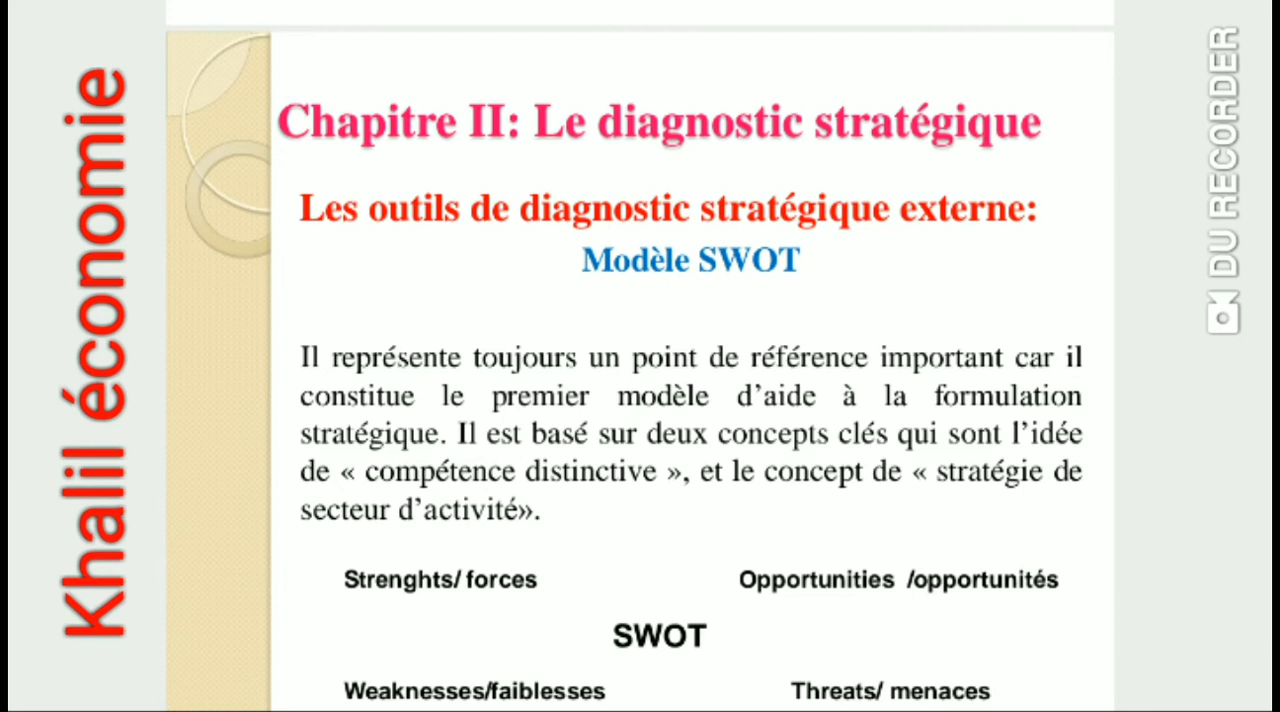 Khalil économie
DU RECORDER
Chapitre II: Le diagnostic stratégique
Les outils de diagnostic stratégique externe:
Modèle SWOT
Il représente toujours un point de référence important car il
constitue le premier modèle d’aide à la formulation
stratégique. Il est basé sur deux concepts clés qui sont l’idée
de « compétence distinctive », et le concept de « stratégie de
secteur d’activité».
Strenghts/ forces
Opportunities /opportunités
SWOT
Weaknesses/faiblesses
Threats/ menaces